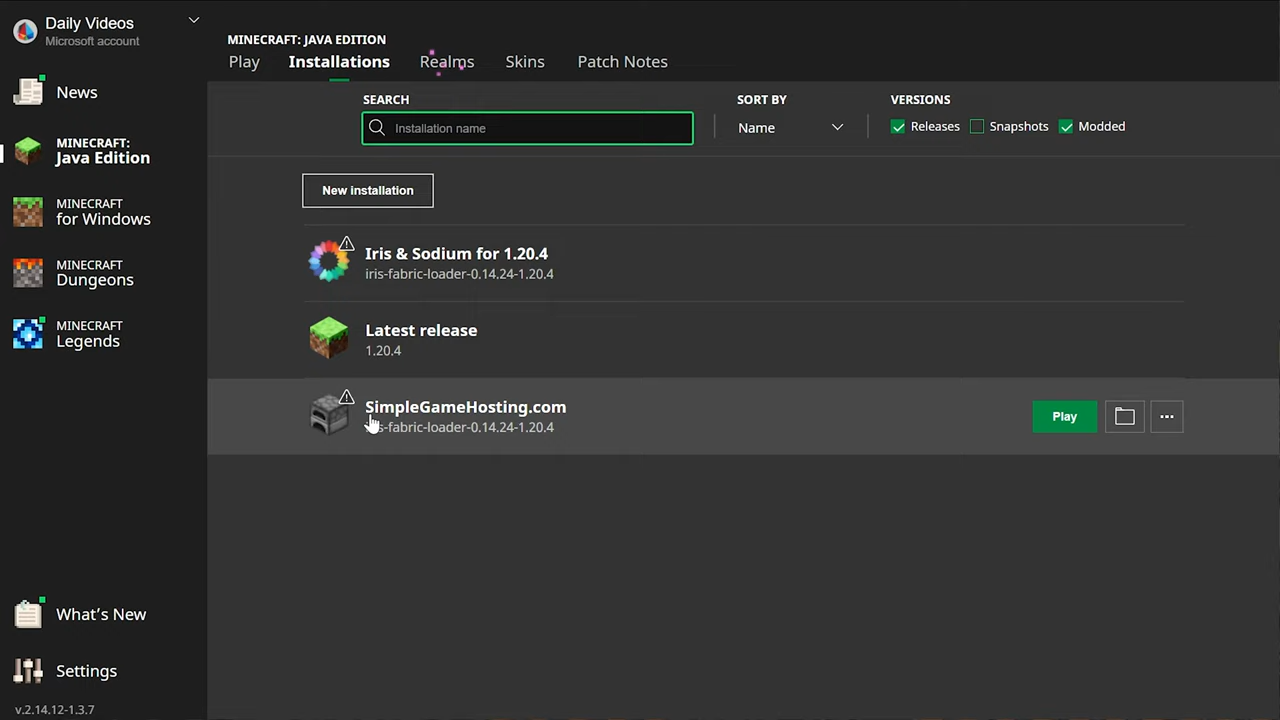 Daily Videos
Microsoft account
News
MINECRAFT:
Java Edition
MINECRAFT
for Windows
MINECRAFT
Dungeons
MINECRAFT
Legends
What's New
Settings
v.2.14.12-1.3.7
MINECRAFT: JAVA EDITION
Play Installations Realms Skins Patch Notes
SEARCH SORT BY VERSIONS
Installation name Name Releases Snapshots Modded
New installation
Iris & Sodium for 1.20.4
iris-fabric-loader-0.14.24-1.20.4
Latest release
1.20.4
SimpleGameHosting.com
iris-fabric-loader-0.14.24-1.20.4
Play